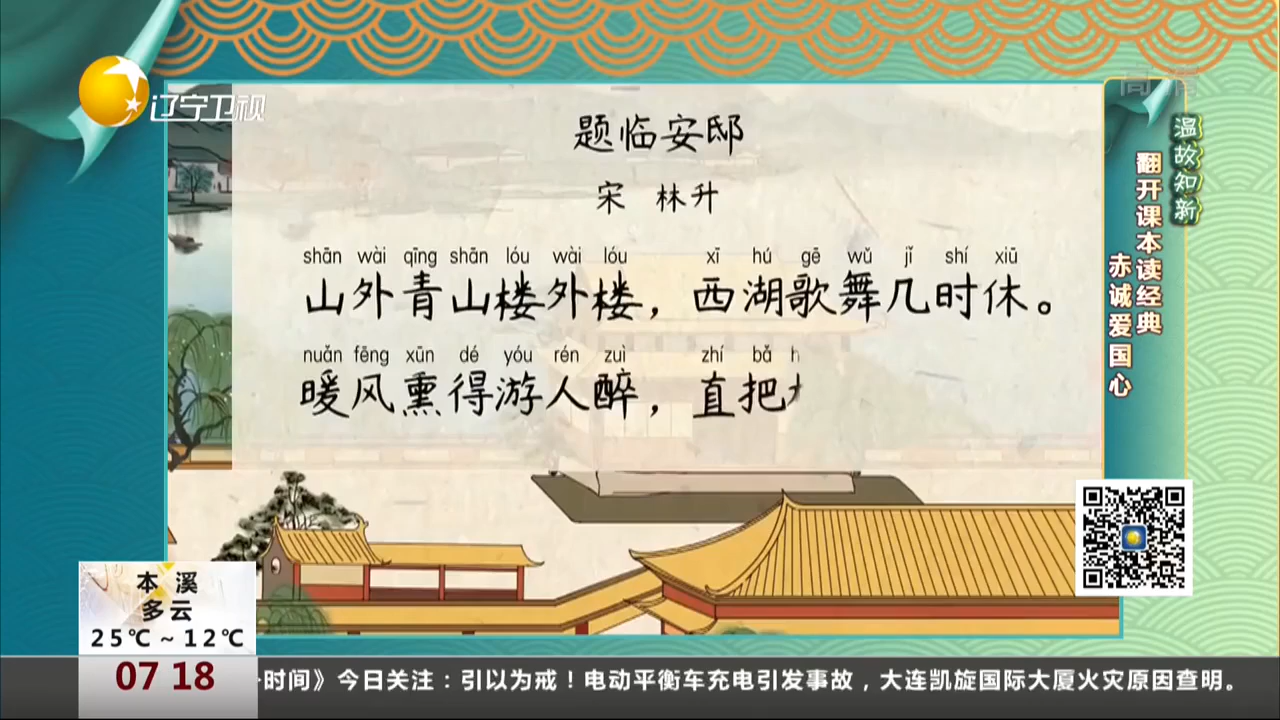 辽宁卫视
高清
题临安邸
宋 林升
shān wài qīng shān lóu wài lóu xī hú gē wǔ jǐ shí xiū
山外青山楼外楼，西湖歌舞几时休。
nuǎn fēng xūn dé yóu rén zuì zhí bǎ h
暖风熏得游人醉，直把
温故知新
翻开课本读经典
赤诚爱国心
本溪
多云
25℃~12℃
07 18
时间》今日关注：引以为戒！电动平衡车充电引发事故，大连凯旋国际大厦火灾原因查明。